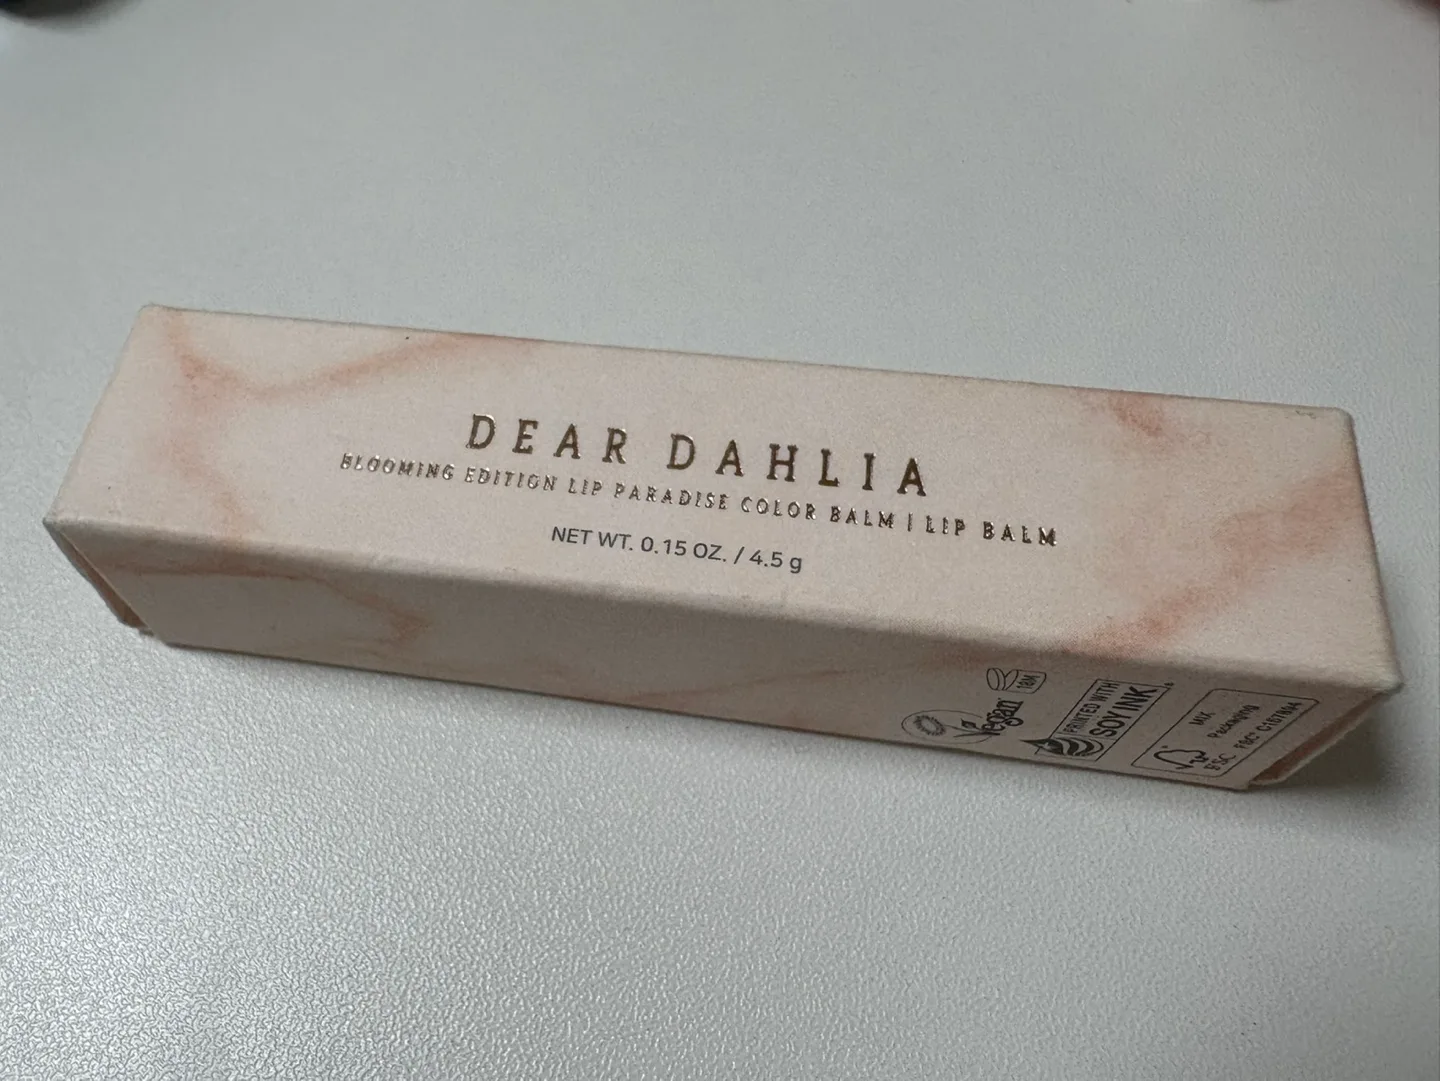 DEAR DAHLIA
BLOOMING EDITION LIP PARADISE COLOR BALM | LIP BALM
NET WT. 0.15 OZ. / 4.5 g
18M
Vegan
PRINTED WITH
SOY INK
MIX
Packaging
FSC